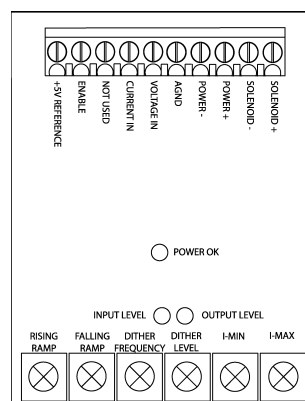 +5V REFERENCE
ENABLE
NOT USED
CURRENT IN
VOLTAGE IN
AGND
POWER -
POWER +
SOLENOID -
SOLENOID +
POWER OK
INPUT LEVEL
OUTPUT LEVEL
RISING
RAMP
FALLING
RAMP
DITHER
FREQUENCY
DITHER
LEVEL
I-MIN
I-MAX